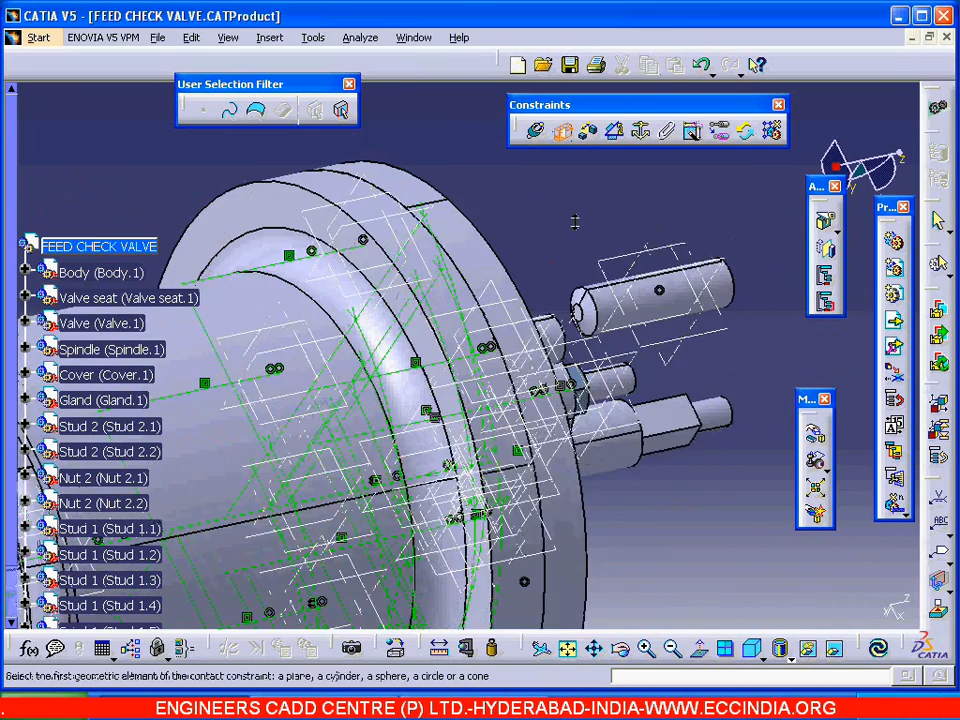 CATIA V5 - [FEED CHECK VALVE.CATProduct]
Start ENOVIA V5 VPM File Edit View Insert Tools Analyze Window Help
User Selection Filter
Constraints
A...
Pr...
M...
FEED CHECK VALVE
Body (Body.1)
Valve seat (Valve seat.1)
Valve (Valve.1)
Spindle (Spindle.1)
Cover (Cover.1)
Gland (Gland.1)
Stud 2 (Stud 2.1)
Stud 2 (Stud 2.2)
Nut 2 (Nut 2.1)
Nut 2 (Nut 2.2)
Stud 1 (Stud 1.1)
Stud 1 (Stud 1.2)
Stud 1 (Stud 1.3)
Stud 1 (Stud 1.4)
z
y
ABC
f(x)
CATIA
Select the first geometric element of the contact constraint: a plane, a cylinder, a sphere, a circle or a cone
ENGINEERS CADD CENTRE (P) LTD.-HYDERABAD-INDIA-WWW.ECCINDIA.ORG